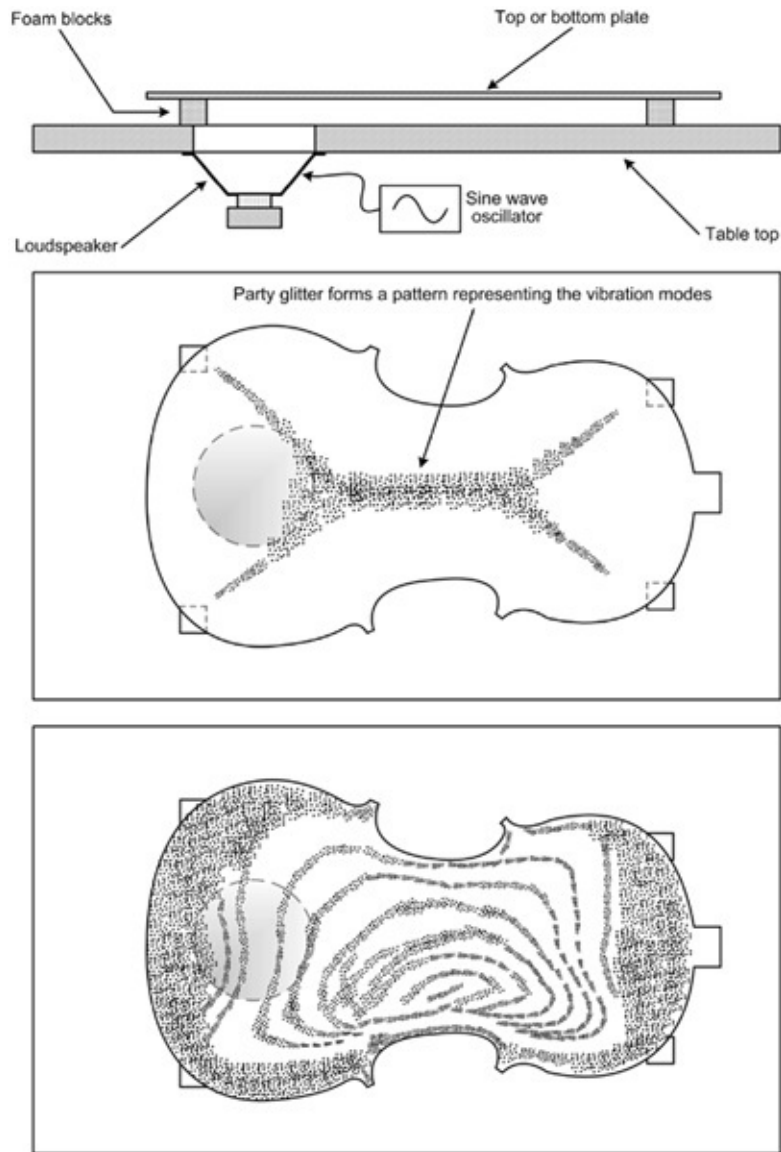 Foam blocks
Top or bottom plate
Sine wave
oscillator
Loudspeaker
Table top
Party glitter forms a pattern representing the vibration modes